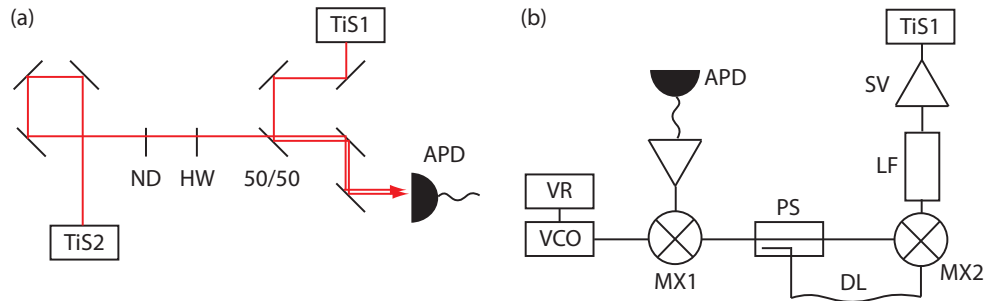 (a)
TiS1
ND
HW
50/50
APD
TiS2
(b)
TiS1
APD
SV
LF
VR
VCO
PS
MX1
MX2
DL